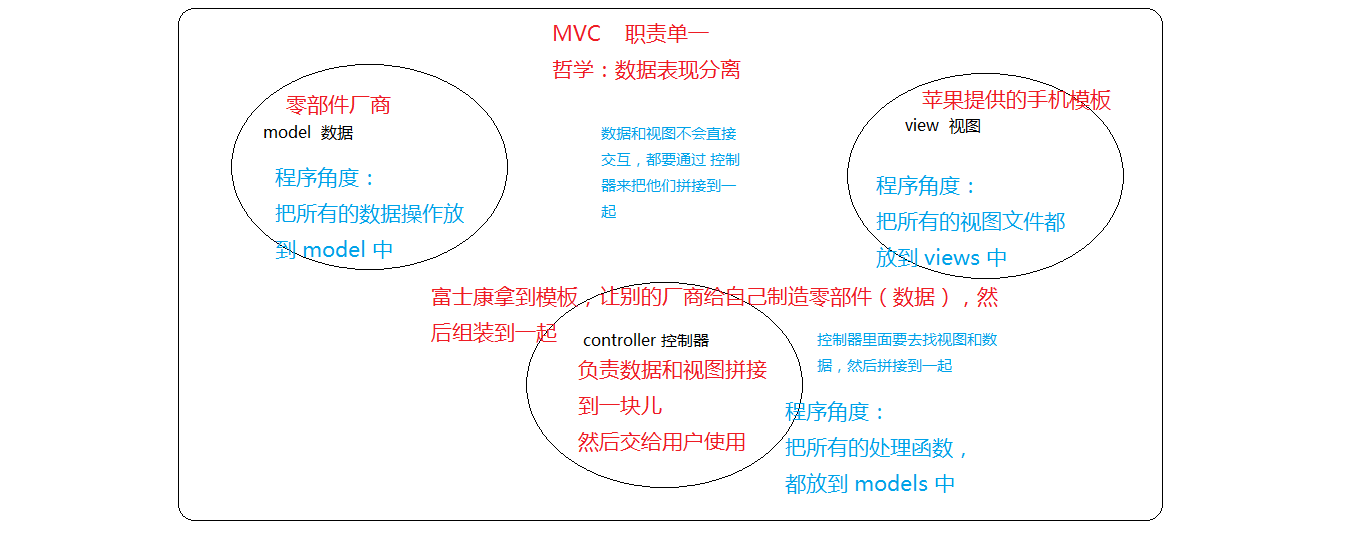 MVC 职责单一
哲学：数据表现分离
零部件厂商
model 数据
程序角度：
把所有的数据操作放
到 model 中
数据和视图不会直接
交互，都要通过 控制
器来把他们拼接到一
起
苹果提供的手机模板
view 视图
程序角度：
把所有的视图文件都
放到 views 中
富士康拿到模板，让别的厂商给自己制造零部件（数据），然
后组装到一起
controller 控制器
负责数据和视图拼接
到一块儿
然后交给用户使用
控制器里面要去找视图和数
据，然后拼接到一起
程序角度：
把所有的处理函数，
都放到 models 中